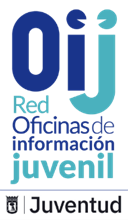 Oij
Red
Oficinas de
información
juvenil
Juventud